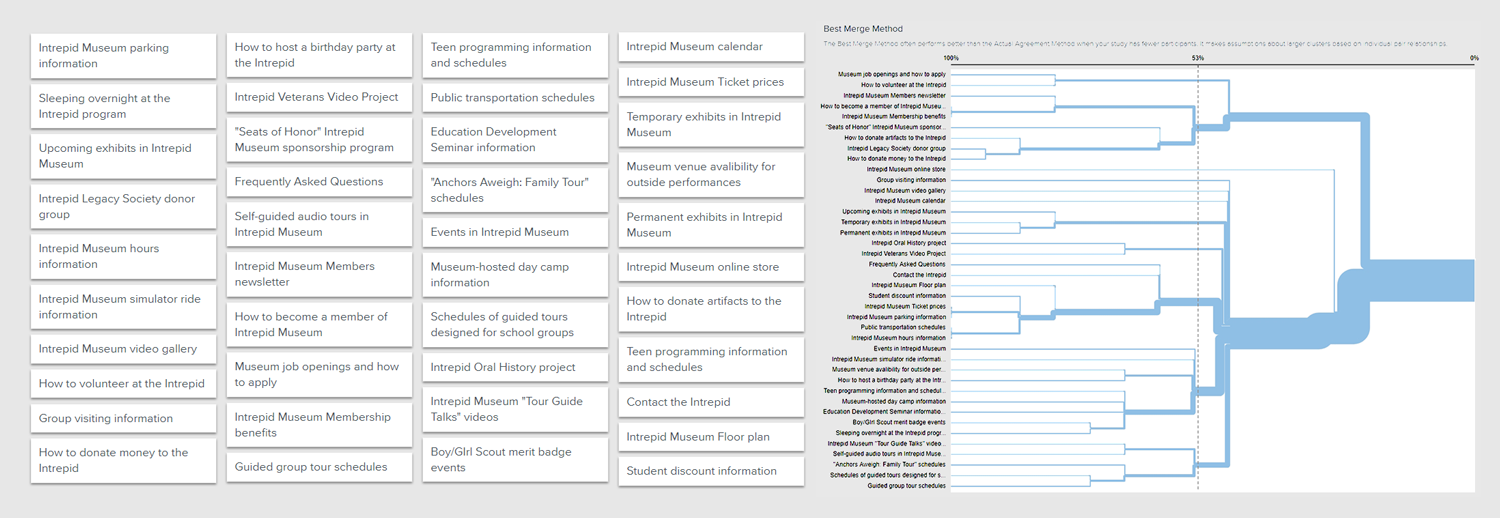 Intrepid Museum parking
information
Sleeping overnight at the
Intrepid program
Upcoming exhibits in Intrepid
Museum
Intrepid Legacy Society donor
group
Intrepid Museum hours
information
Intrepid Museum simulator ride
information
Intrepid Museum video gallery
How to volunteer at the Intrepid
Group visiting information
How to donate money to the
Intrepid
How to host a birthday party at
the Intrepid
Intrepid Veterans Video Project
"Seats of Honor" Intrepid
Museum sponsorship program
Frequently Asked Questions
Self-guided audio tours in
Intrepid Museum
Intrepid Museum Members
newsletter
How to become a member of
Intrepid Museum
Museum job openings and how
to apply
Intrepid Museum Membership
benefits
Guided group tour schedules
Teen programming information
and schedules
Public transportation schedules
Education Development
Seminar information
"Anchors Aweigh: Family Tour"
schedules
Events in Intrepid Museum
Museum-hosted day camp
information
Schedules of guided tours
designed for school groups
Intrepid Oral History project
Intrepid Museum "Tour Guide
Talks" videos
Boy/GIrl Scout merit badge
events
Intrepid Museum calendar
Intrepid Museum Ticket prices
Temporary exhibits in Intrepid
Museum
Museum venue avalibility for
outside performances
Permanent exhibits in Intrepid
Museum
Intrepid Museum online store
How to donate artifacts to the
Intrepid
Teen programming information
and schedules
Contact the Intrepid
Intrepid Museum Floor plan
Student discount information
Best Merge Method
The Best Merge Method often performs better than the Actual Agreement Method when your study has fewer participants. It makes assumptions about larger clusters based on individual pair relationships.
100% 53% 0%
Museum job openings and how to apply
How to volunteer at the Intrepid
Intrepid Museum Members newsletter
How to become a member of Intrepid Museu...
Intrepid Museum Membership benefits
"Seats of Honor" Intrepid Museum sponsor...
How to donate artifacts to the Intrepid
Intrepid Legacy Society donor group
How to donate money to the Intrepid
Intrepid Museum online store
Group visiting information
Intrepid Museum video gallery
Intrepid Museum calendar
Upcoming exhibits in Intrepid Museum
Temporary exhibits in Intrepid Museum
Permanent exhibits in Intrepid Museum
Intrepid Oral History project
Intrepid Veterans Video Project
Frequently Asked Questions
Contact the Intrepid
Intrepid Museum Floor plan
Student discount information
Intrepid Museum Ticket prices
Intrepid Museum parking information
Public transportation schedules
Intrepid Museum hours information
Events in Intrepid Museum
Intrepid Museum simulator ride informati...
Museum venue avalibility for outside per...
How to host a birthday party at the Intr...
Teen programming information and schedul...
Museum-hosted day camp information
Education Development Seminar informatio...
Boy/GIrl Scout merit badge events
Sleeping overnight at the Intrepid progr...
Intrepid Museum "Tour Guide Talks" video...
Self-guided audio tours in Intrepid Muse...
"Anchors Aweigh: Family Tour" schedules
Schedules of guided tours designed for s...
Guided group tour schedules